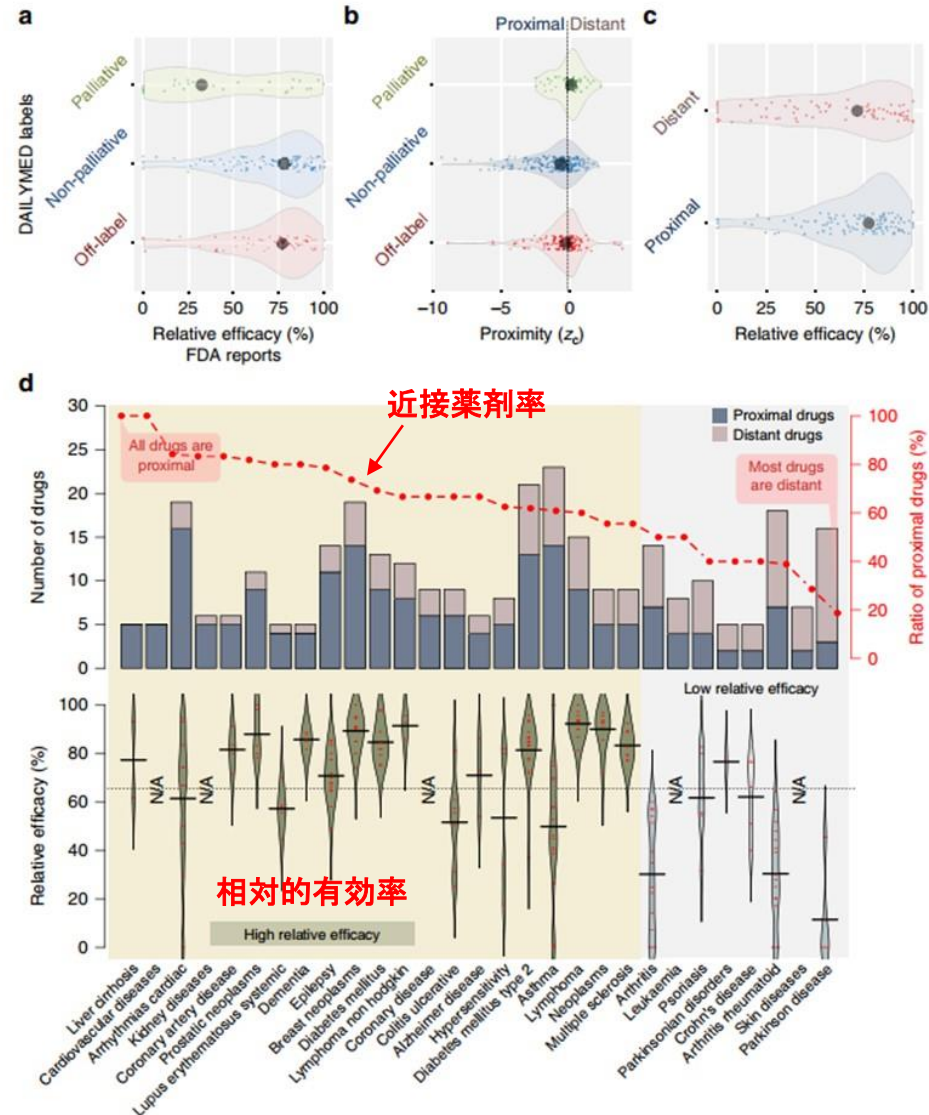 a
DAILYMED labels
Palliative
Non-palliative
Off-label
0 25 50 75 100
Relative efficacy (%)
FDA reports
b
Proximal Distant
Palliative
Non-palliative
Off-label
−10 −5 0
Proximity (zc)
c
Distant
Proximal
0 25 50 75 100
Relative efficacy (%)
d
近接薬剤率
Number of drugs
30
25
20
15
10
5
0
All drugs are
proximal
Proximal drugs
Distant drugs
Most drugs
are distant
100
80
60
40
20
0
Ratio of proximal drugs (%)
Low relative efficacy
Relative efficacy (%)
100
80
60
40
20
0
N/A
N/A
N/A
N/A
N/A
相対的有効率
High relative efficacy
Liver cirrhosis
Cardiovascular diseases
Arrhythmias cardiac
Kidney diseases
Coronary artery disease
Prostatic neoplasms
Lupus erythematosus systemic
Dementia
Epilepsy
Breast neoplasms
Diabetes mellitus
Lymphoma non hodgkin
Coronary disease
Colitis ulcerative
Alzheimer disease
Hypersensitivity
Diabetes mellitus type 2
Asthma
Lymphoma
Neoplasms
Multiple sclerosis
Arthritis
Leukaemia
Psoriasis
Parkinsonian disorders
Crohn's disease
Arthritis rheumatoid
Skin diseases
Parkinson disease